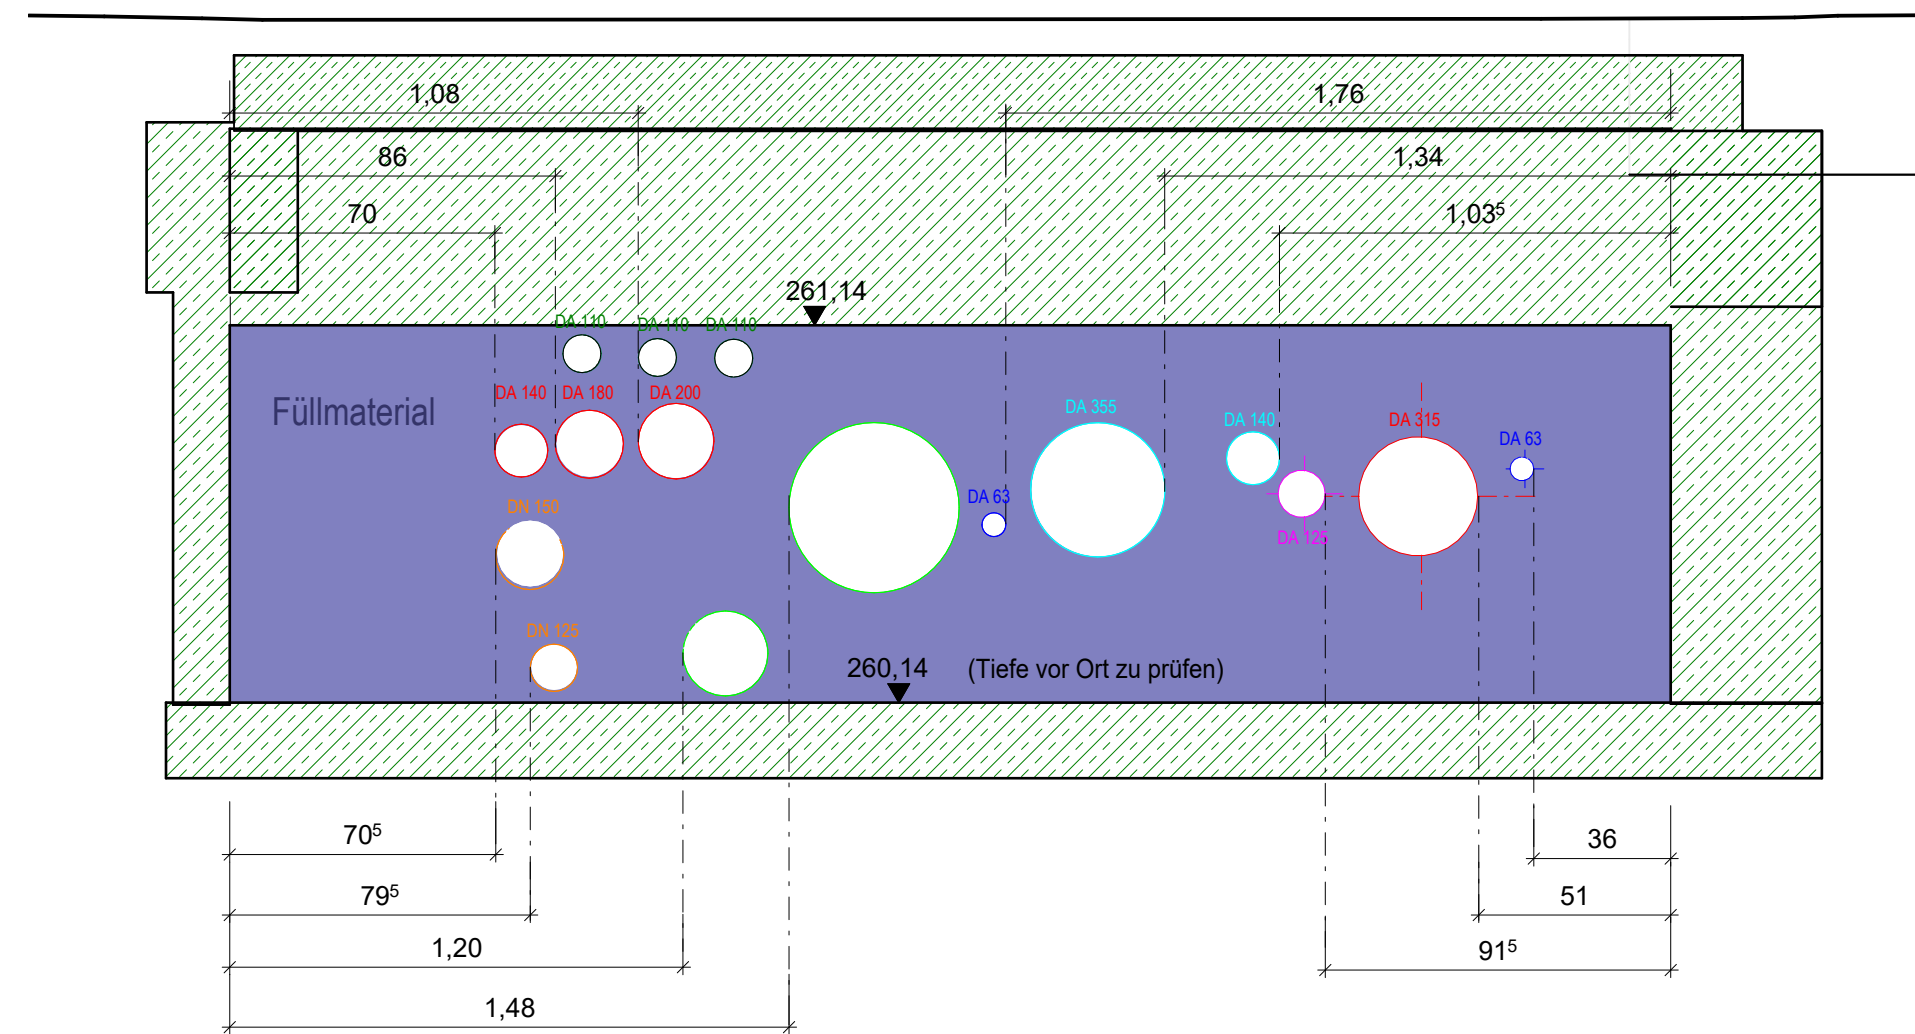 1,08
1,76
86
1,34
70
1,03⁵
261,14
DA 110
DA 110
DA 110
DA 140
DA 180
DA 200
Füllmaterial
DA 355
DA 140
DA 315
DA 63
DA 63
DN 150
DA 125
DN 125
260,14
(Tiefe vor Ort zu prüfen)
70⁵
36
79⁵
51
1,20
91⁵
1,48